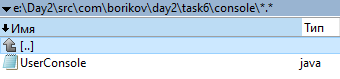 e:\Day2\src\com\borikov\day2\task6\console\*.*
Имя Тип
[..]
UserConsole java